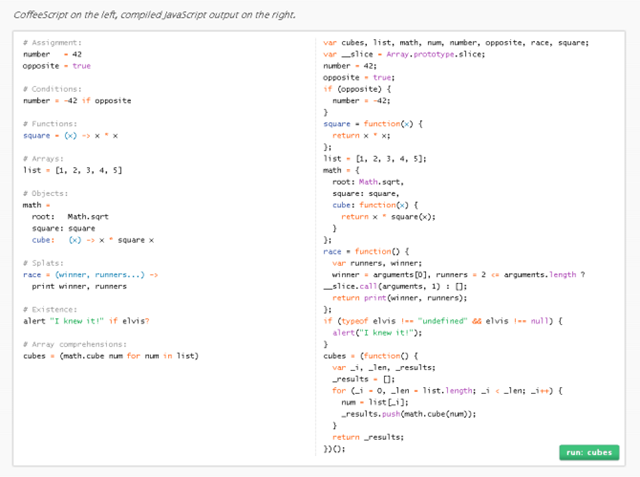 CoffeeScript on the left, compiled JavaScript output on the right.
# Assignment:
number   = 42
opposite = true
# Conditions:
number = -42 if opposite
# Functions:
square = (x) -> x * x
# Arrays:
list = [1, 2, 3, 4, 5]
# Objects:
math =
  root:   Math.sqrt
  square: square
  cube:   (x) -> x * square x
# Splats:
race = (winner, runners...) ->
  print winner, runners
# Existence:
alert "I knew it!" if elvis?
# Array comprehensions:
cubes = (math.cube num for num in list)
var cubes, list, math, num, number, opposite, race, square;
var __slice = Array.prototype.slice;
number = 42;
opposite = true;
if (opposite) {
  number = -42;
}
square = function(x) {
  return x * x;
};
list = [1, 2, 3, 4, 5];
math = {
  root: Math.sqrt,
  square: square,
  cube: function(x) {
    return x * square(x);
  }
};
race = function() {
  var runners, winner;
  winner = arguments[0], runners = 2 <= arguments.length ?
__slice.call(arguments, 1) : [];
  return print(winner, runners);
};
if (typeof elvis !== "undefined" && elvis !== null) {
  alert("I knew it!");
}
cubes = (function() {
  var _i, _len, _results;
  _results = [];
  for (_i = 0, _len = list.length; _i < _len; _i++) {
    num = list[_i];
    _results.push(math.cube(num));
  }
  return _results;
})();
run: cubes